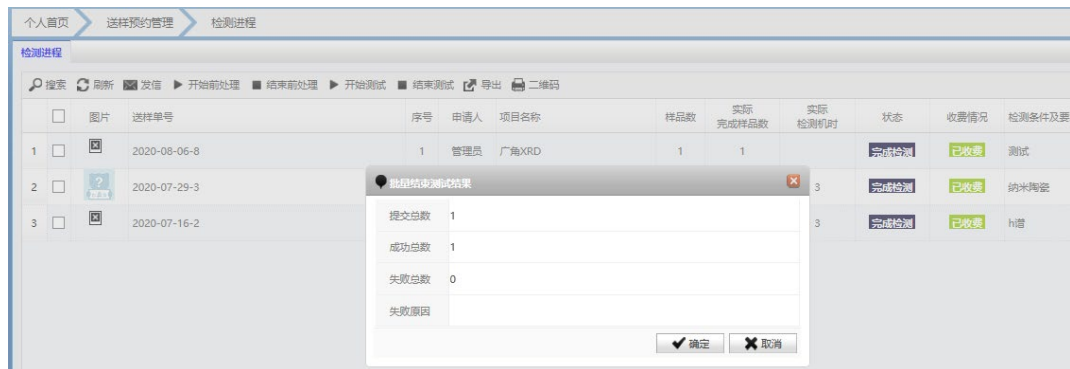 个人首页 送样预约管理 检测进程
检测进程
搜索 刷新 发信 开始前处理 结束前处理 开始测试 结束测试 导出 二维码
图片 送样单号 序号 申请人 项目名称 样品数 实际完成样品数 实际检测机时 状态 收费情况 检测条件及要
1 2020-08-06-8 1 管理员 广角XRD 1 1 完成检测 已收费 测试
2 2020-07-29-3 3 完成检测 已收费 纳米陶瓷
3 2020-07-16-2 3 完成检测 已收费 h谱
批量结束测试结果
提交总数 1
成功总数 1
失败总数 0
失败原因
确定 取消